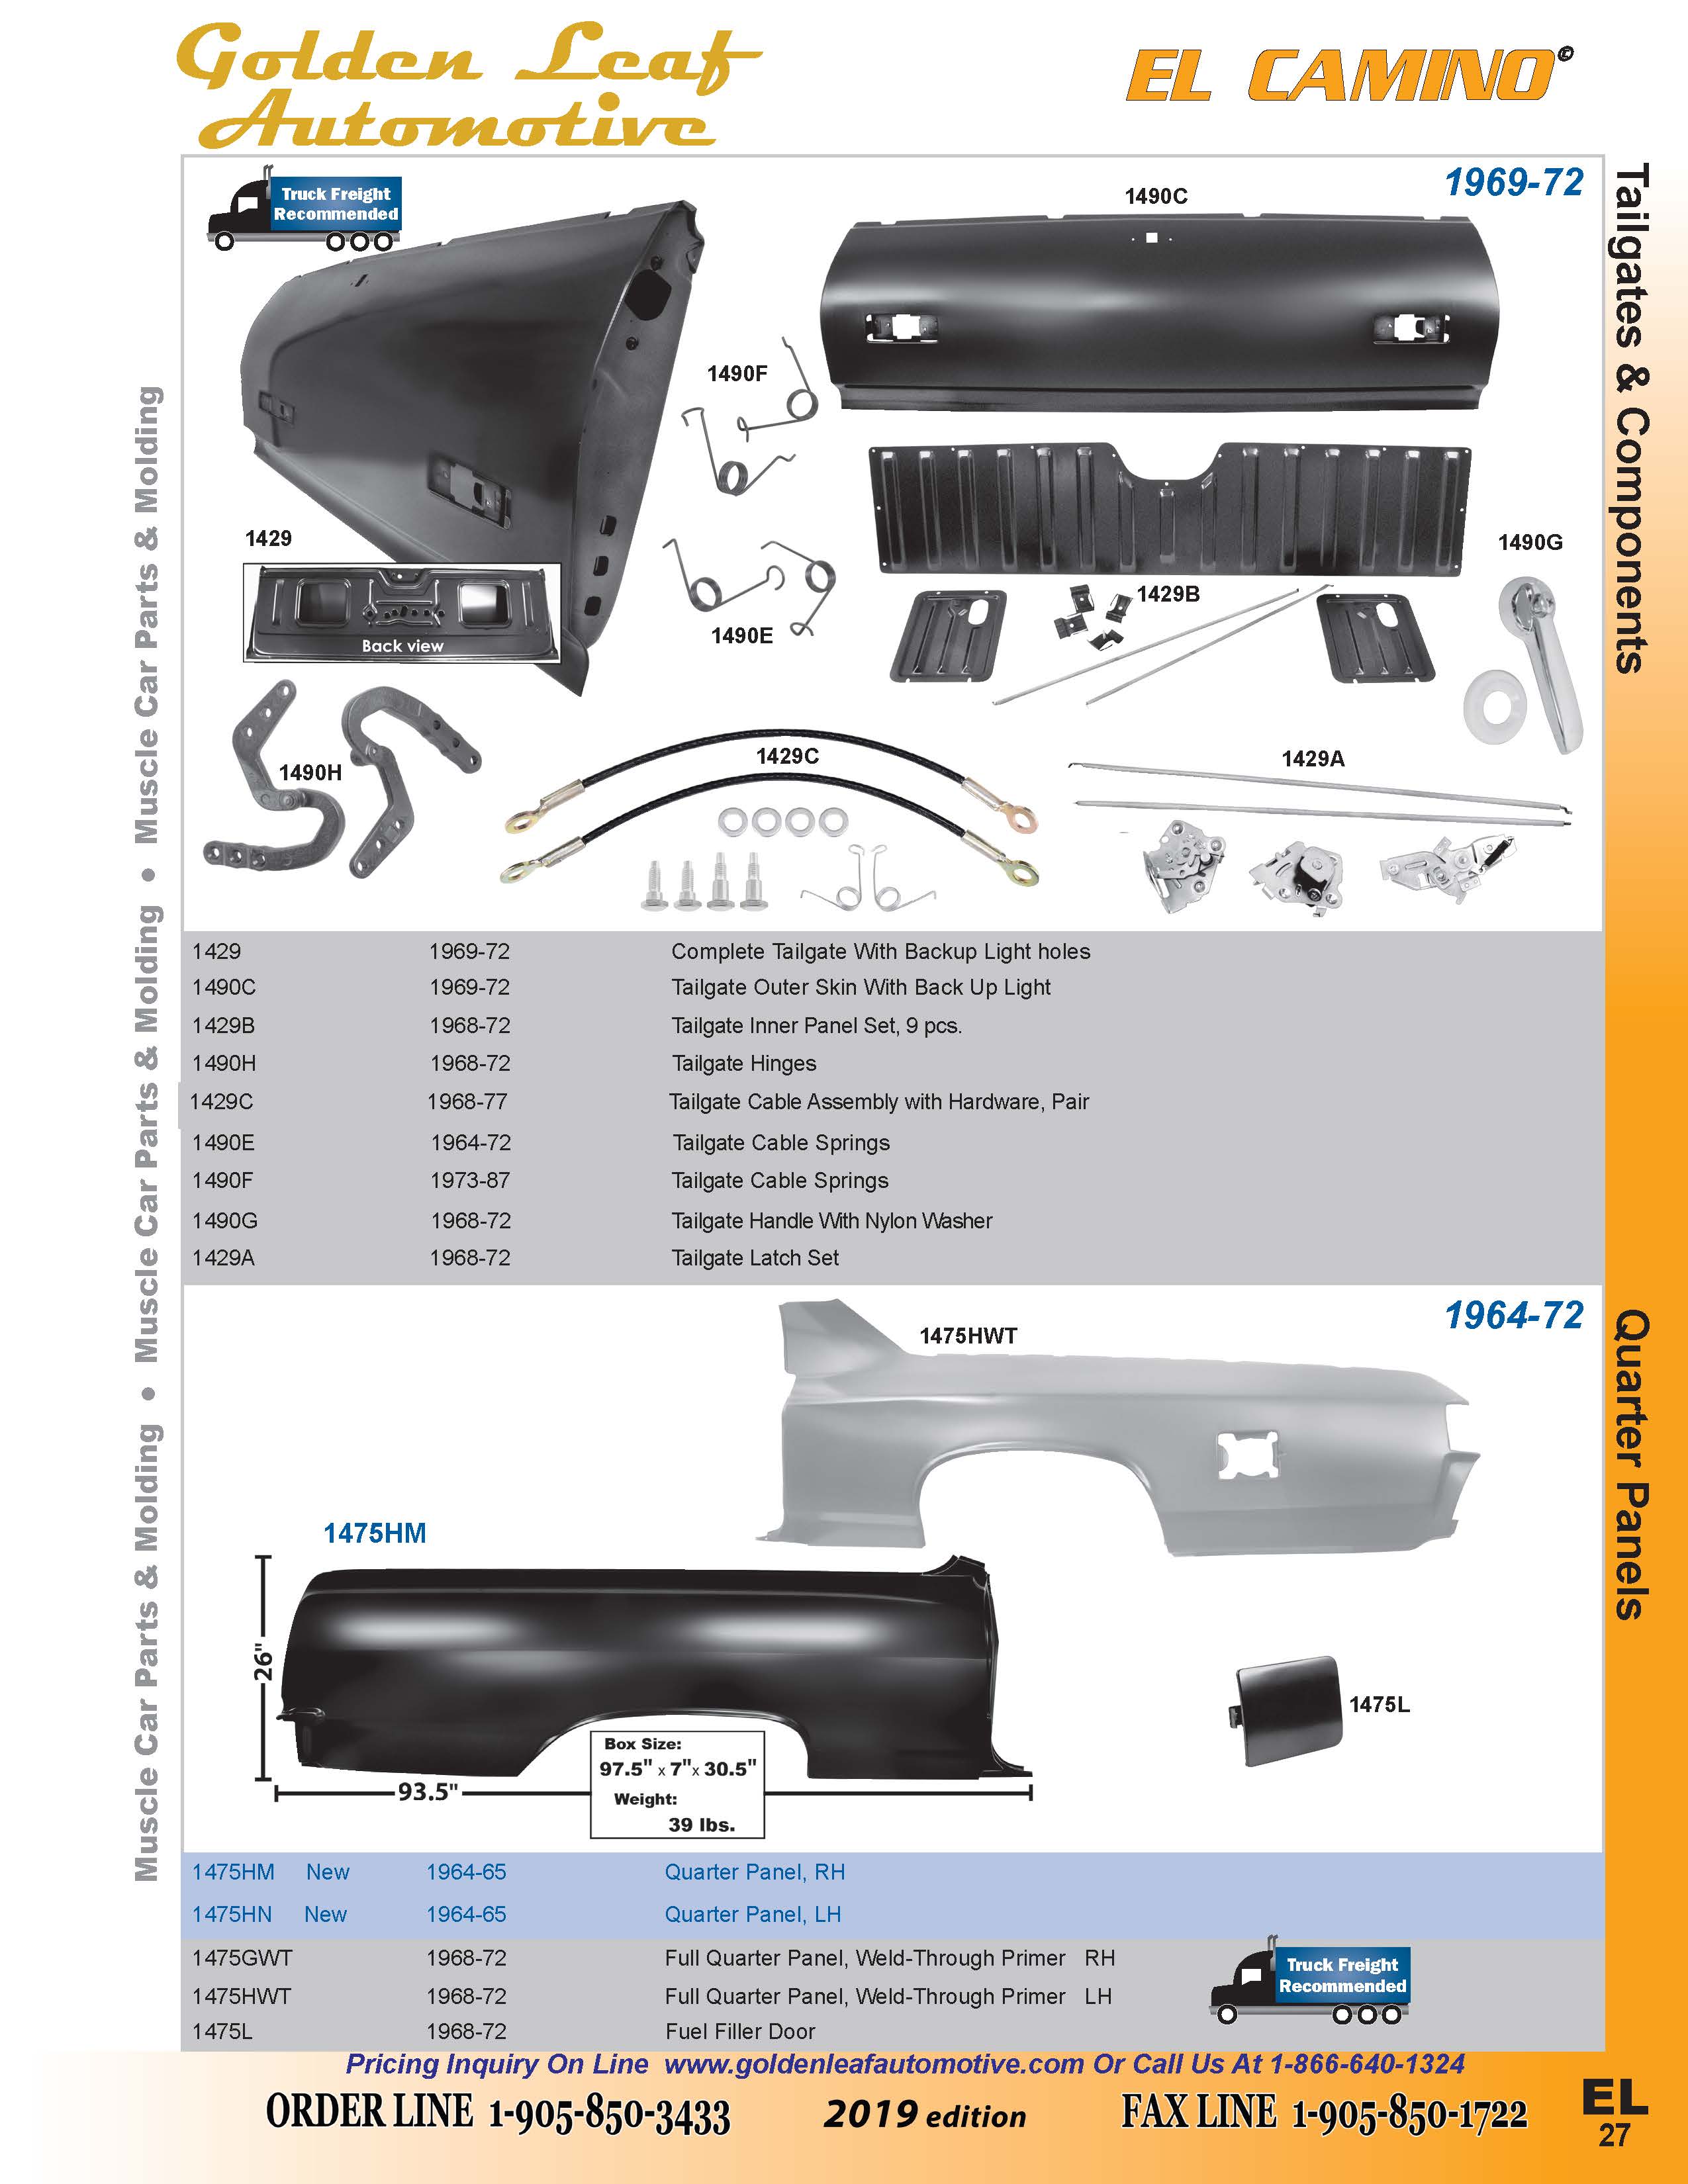 Golden Leaf
Automotive
EL CAMINO©
Truck Freight
Recommended
1969-72
1490C
1490F
1429
Back view
1490E
1429B
1490G
1490H
1429C
1429A
Tailgates & Components
Muscle Car Parts & Molding • Muscle Car Parts & Molding • Muscle Car Parts & Molding
1429 1969-72 Complete Tailgate With Backup Light holes
1490C 1969-72 Tailgate Outer Skin With Back Up Light
1429B 1968-72 Tailgate Inner Panel Set, 9 pcs.
1490H 1968-72 Tailgate Hinges
1429C 1968-77 Tailgate Cable Assembly with Hardware, Pair
1490E 1964-72 Tailgate Cable Springs
1490F 1973-87 Tailgate Cable Springs
1490G 1968-72 Tailgate Handle With Nylon Washer
1429A 1968-72 Tailgate Latch Set
1964-72
Quarter Panels
1475HWT
1475HM
26"
93.5"
Box Size:
97.5" x 7"x 30.5"
Weight:
39 lbs.
1475L
1475HM New 1964-65 Quarter Panel, RH
1475HN New 1964-65 Quarter Panel, LH
1475GWT 1968-72 Full Quarter Panel, Weld-Through Primer RH
1475HWT 1968-72 Full Quarter Panel, Weld-Through Primer LH
1475L 1968-72 Fuel Filler Door
Truck Freight
Recommended
Pricing Inquiry On Line www.goldenleafautomotive.com Or Call Us At 1-866-640-1324
ORDER LINE 1-905-850-3433 2019 edition FAX LINE 1-905-850-1722
EL
27